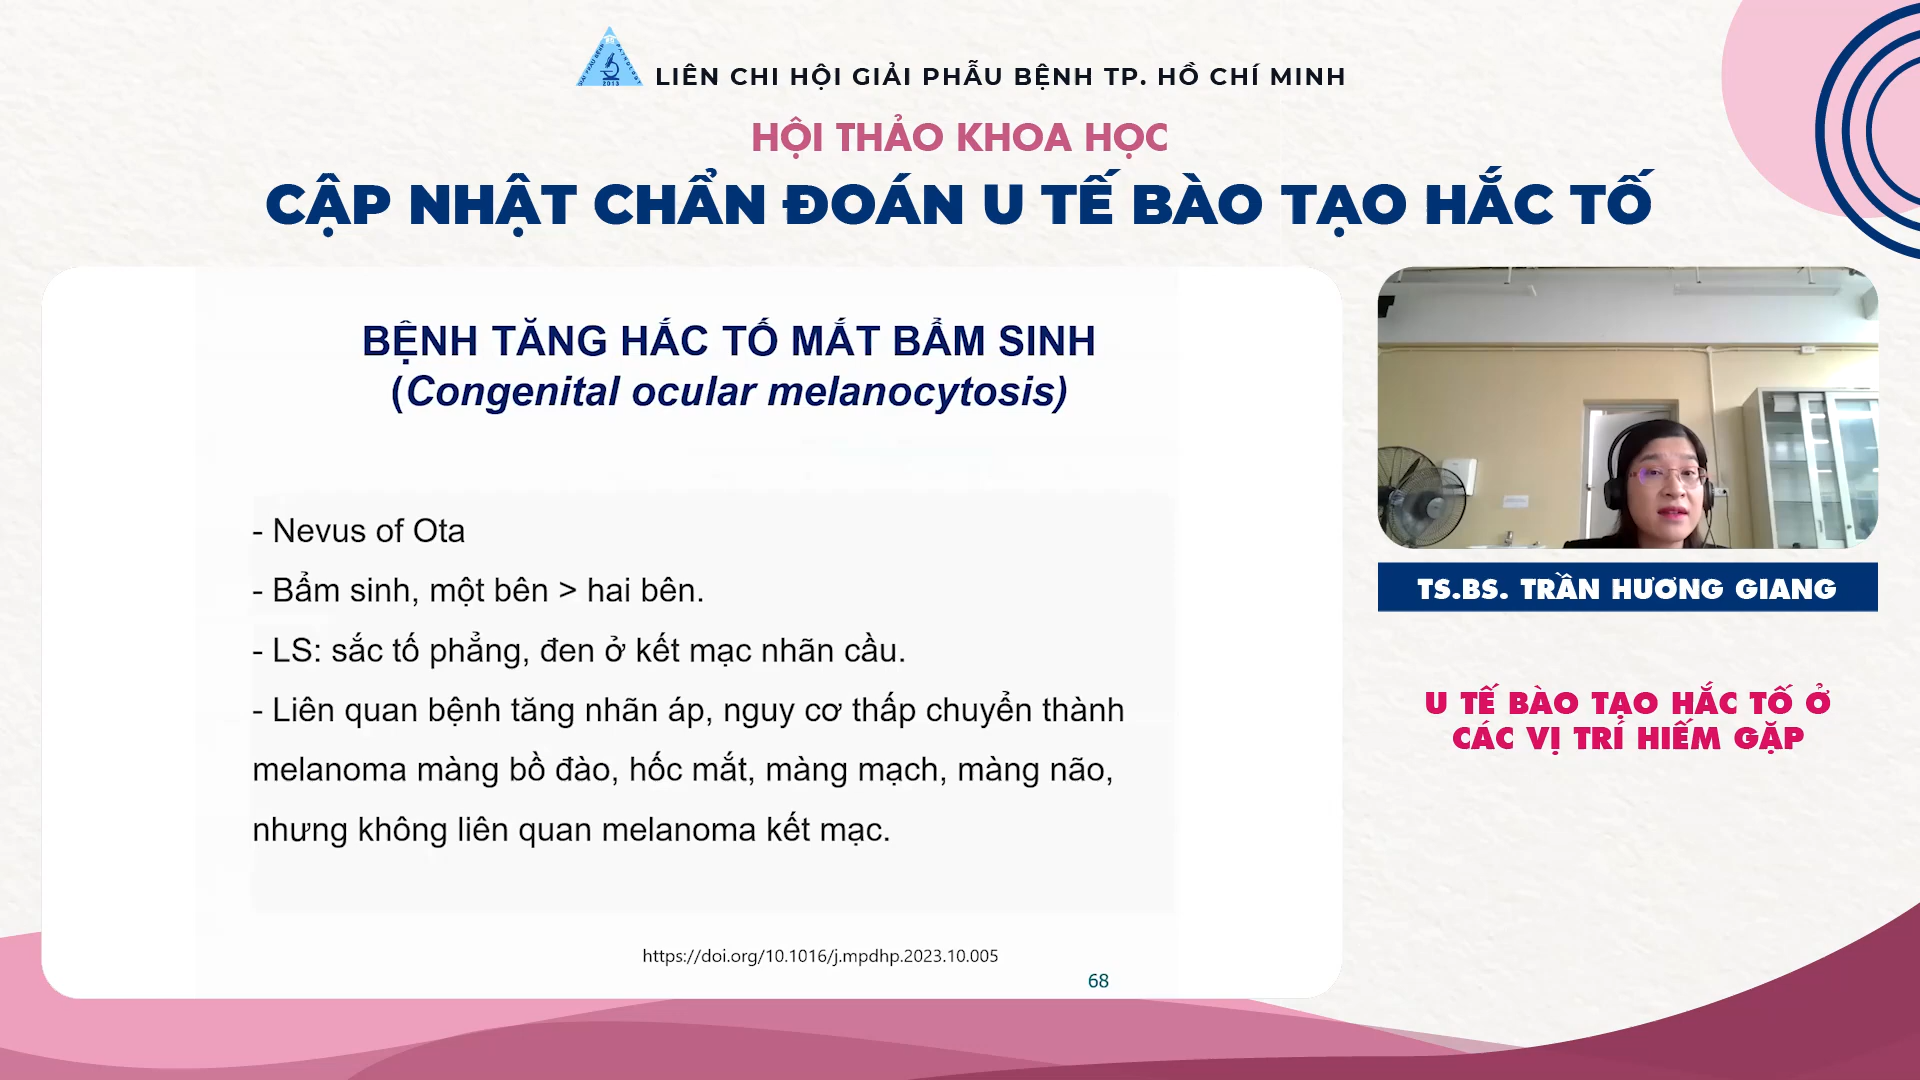 2013
LIÊN CHI HỘI GIẢI PHẪU BỆNH TP. HỒ CHÍ MINH
HỘI THẢO KHOA HỌC
CẬP NHẬT CHẨN ĐOÁN U TẾ BÀO TẠO HẮC TỐ
BỆNH TĂNG HẮC TỐ MẮT BẨM SINH
(Congenital ocular melanocytosis)
- Nevus of Ota
- Bẩm sinh, một bên > hai bên.
- LS: sắc tố phẳng, đen ở kết mạc nhãn cầu.
- Liên quan bệnh tăng nhãn áp, nguy cơ thấp chuyển thành
melanoma màng bồ đào, hốc mắt, màng mạch, màng não,
nhưng không liên quan melanoma kết mạc.
https://doi.org/10.1016/j.mpdhp.2023.10.005
68
TS.BS. TRẦN HƯƠNG GIANG
U TẾ BÀO TẠO HẮC TỐ Ở
CÁC VỊ TRÍ HIẾM GẶP